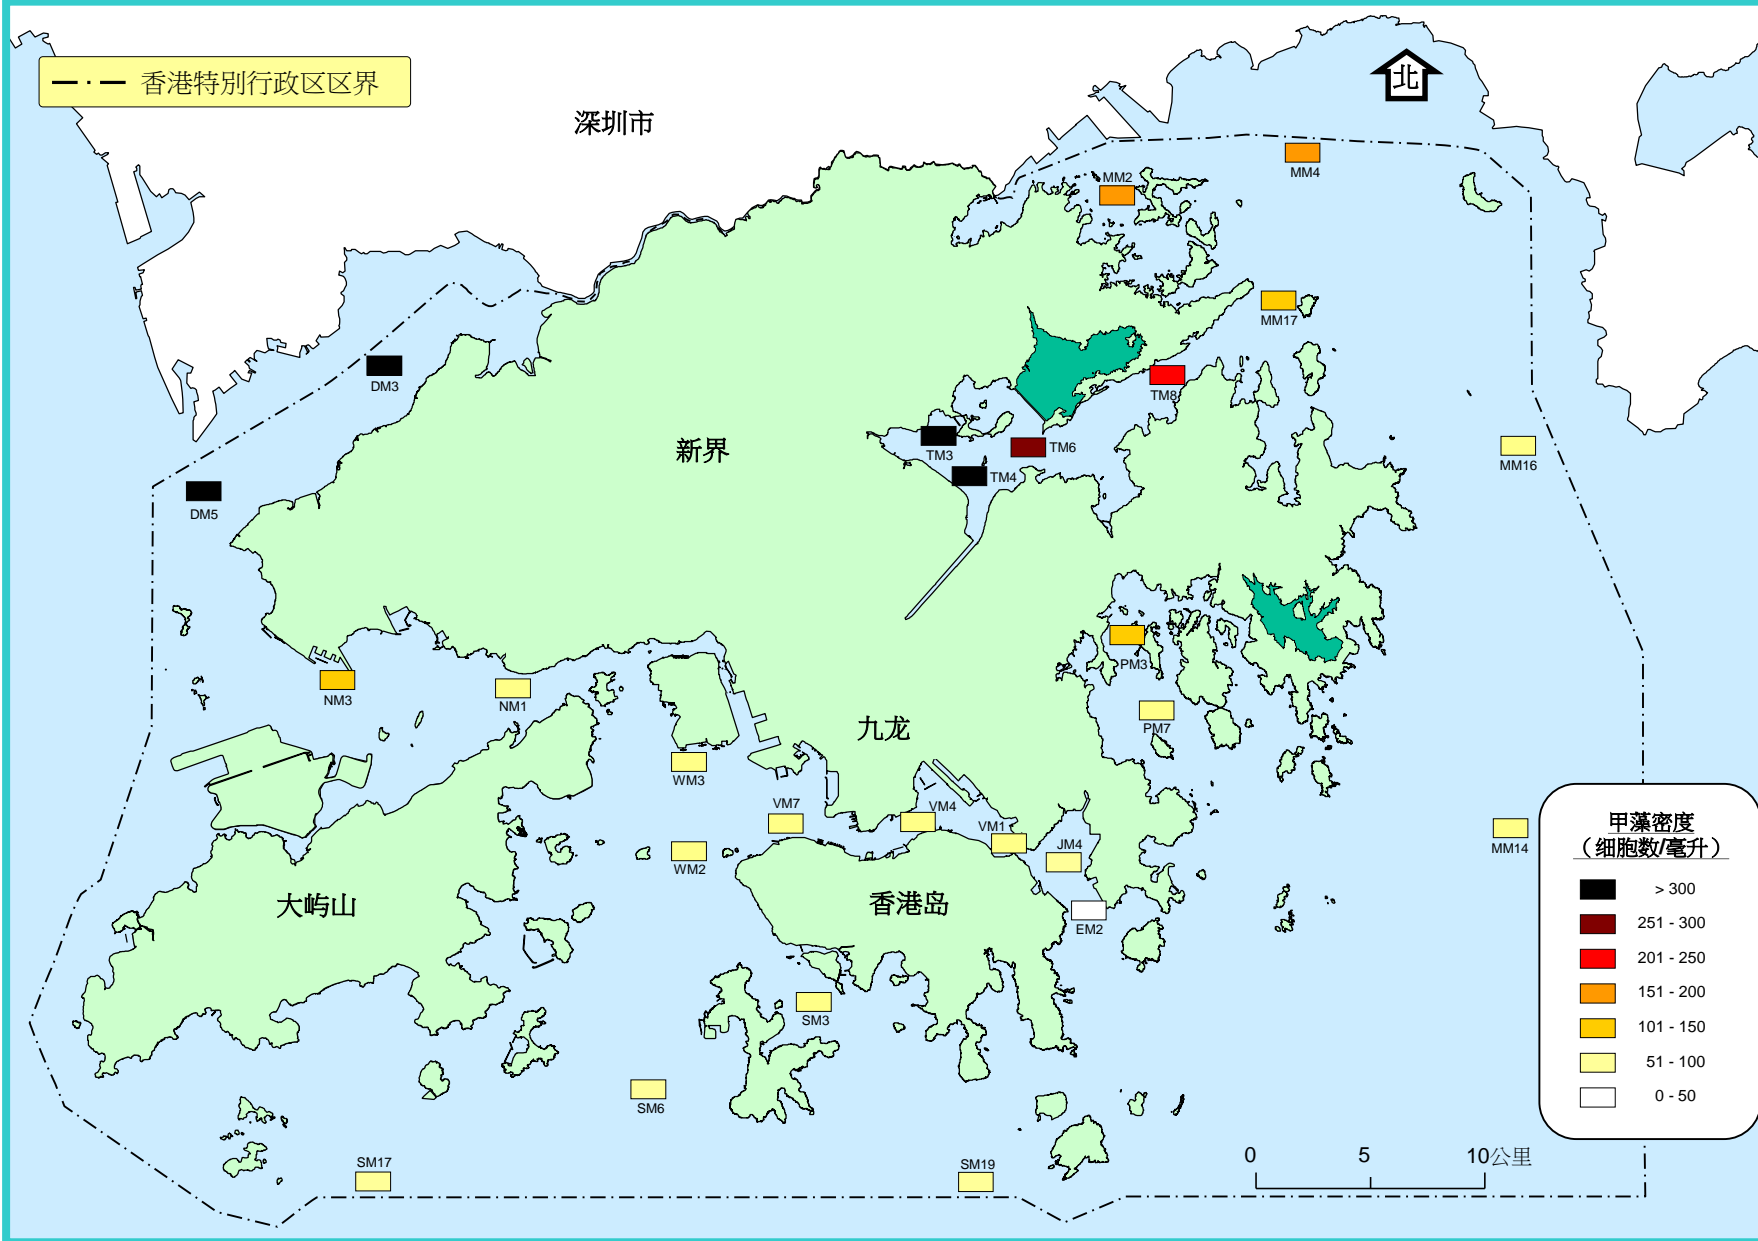 香港特别行政区区界
北
深圳市
MM4
MM2
MM17
DM3
TM8
新界
TM3
TM6
MM16
TM4
DM5
PM3
NM3
NM1
九龙
PM7
WM3
VM7
VM4
VM1
JM4
WM2
MM14
大屿山
香港岛
EM2
SM3
SM6
SM17
SM19
甲藻密度
（细胞数/毫升）
> 300
251 - 300
201 - 250
151 - 200
101 - 150
51 - 100
0 - 50
0 5 10公里